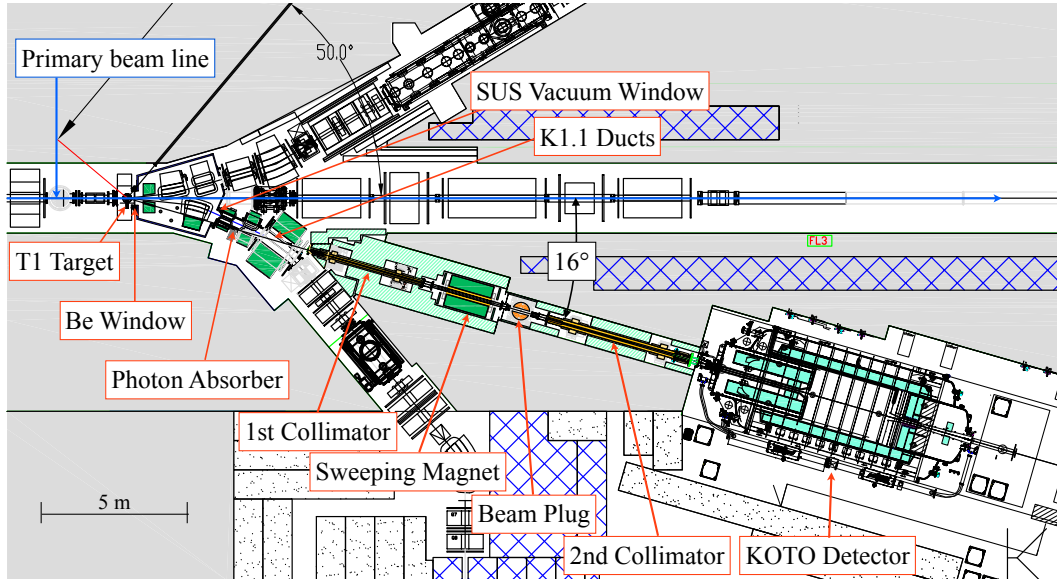 Primary beam line
50.0°
SUS Vacuum Window
K1.1 Ducts
FL3
T1 Target
16°
Be Window
Photon Absorber
1st Collimator
Sweeping Magnet
5 m
Beam Plug
2nd Collimator
KOTO Detector